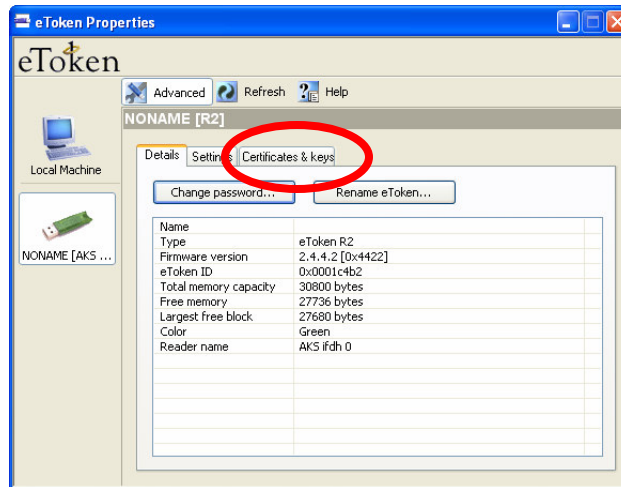 eToken Properties
eToken
Advanced Refresh Help
NONAME [R2]
Local Machine
NONAME [AKS ...
Details Settings Certificates & keys
Change password... Rename eToken...
Name
Type eToken R2
Firmware version 2.4.4.2 [0x4422]
eToken ID 0x0001c4b2
Total memory capacity 30800 bytes
Free memory 27736 bytes
Largest free block 27680 bytes
Color Green
Reader name AKS ifdh 0